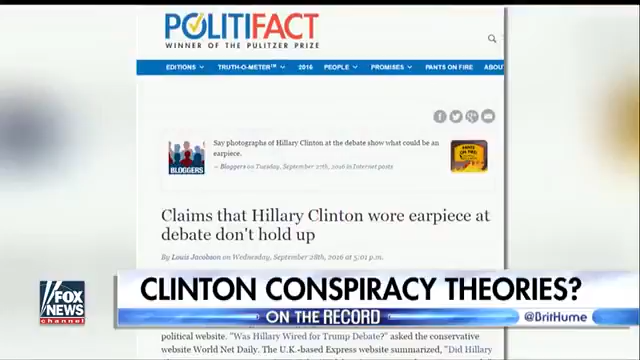 POLITIFACT
WINNER OF THE PULITZER PRIZE
EDITIONS TRUTH-O-METER™ 2016 PEOPLE PROMISES PANTS ON FIRE ABOU
Say photographs of Hillary Clinton at the debate show what could be an
earpiece.
— Bloggers on Tuesday, September 27th, 2016 in Internet posts
BLOGGERS
Claims that Hillary Clinton wore earpiece at
debate don't hold up
By Louis Jacobson on Wednesday, September 28th, 2016 at 5:01 p.m.
CLINTON CONSPIRACY THEORIES?
FOX
NEWS
channel
ON THE RECORD
@BritHume
political website. "Was Hillary Wired for Trump Debate?" asked the conservative
website World Net Daily. The U.K.-based Express website summarized, "Did Hillary